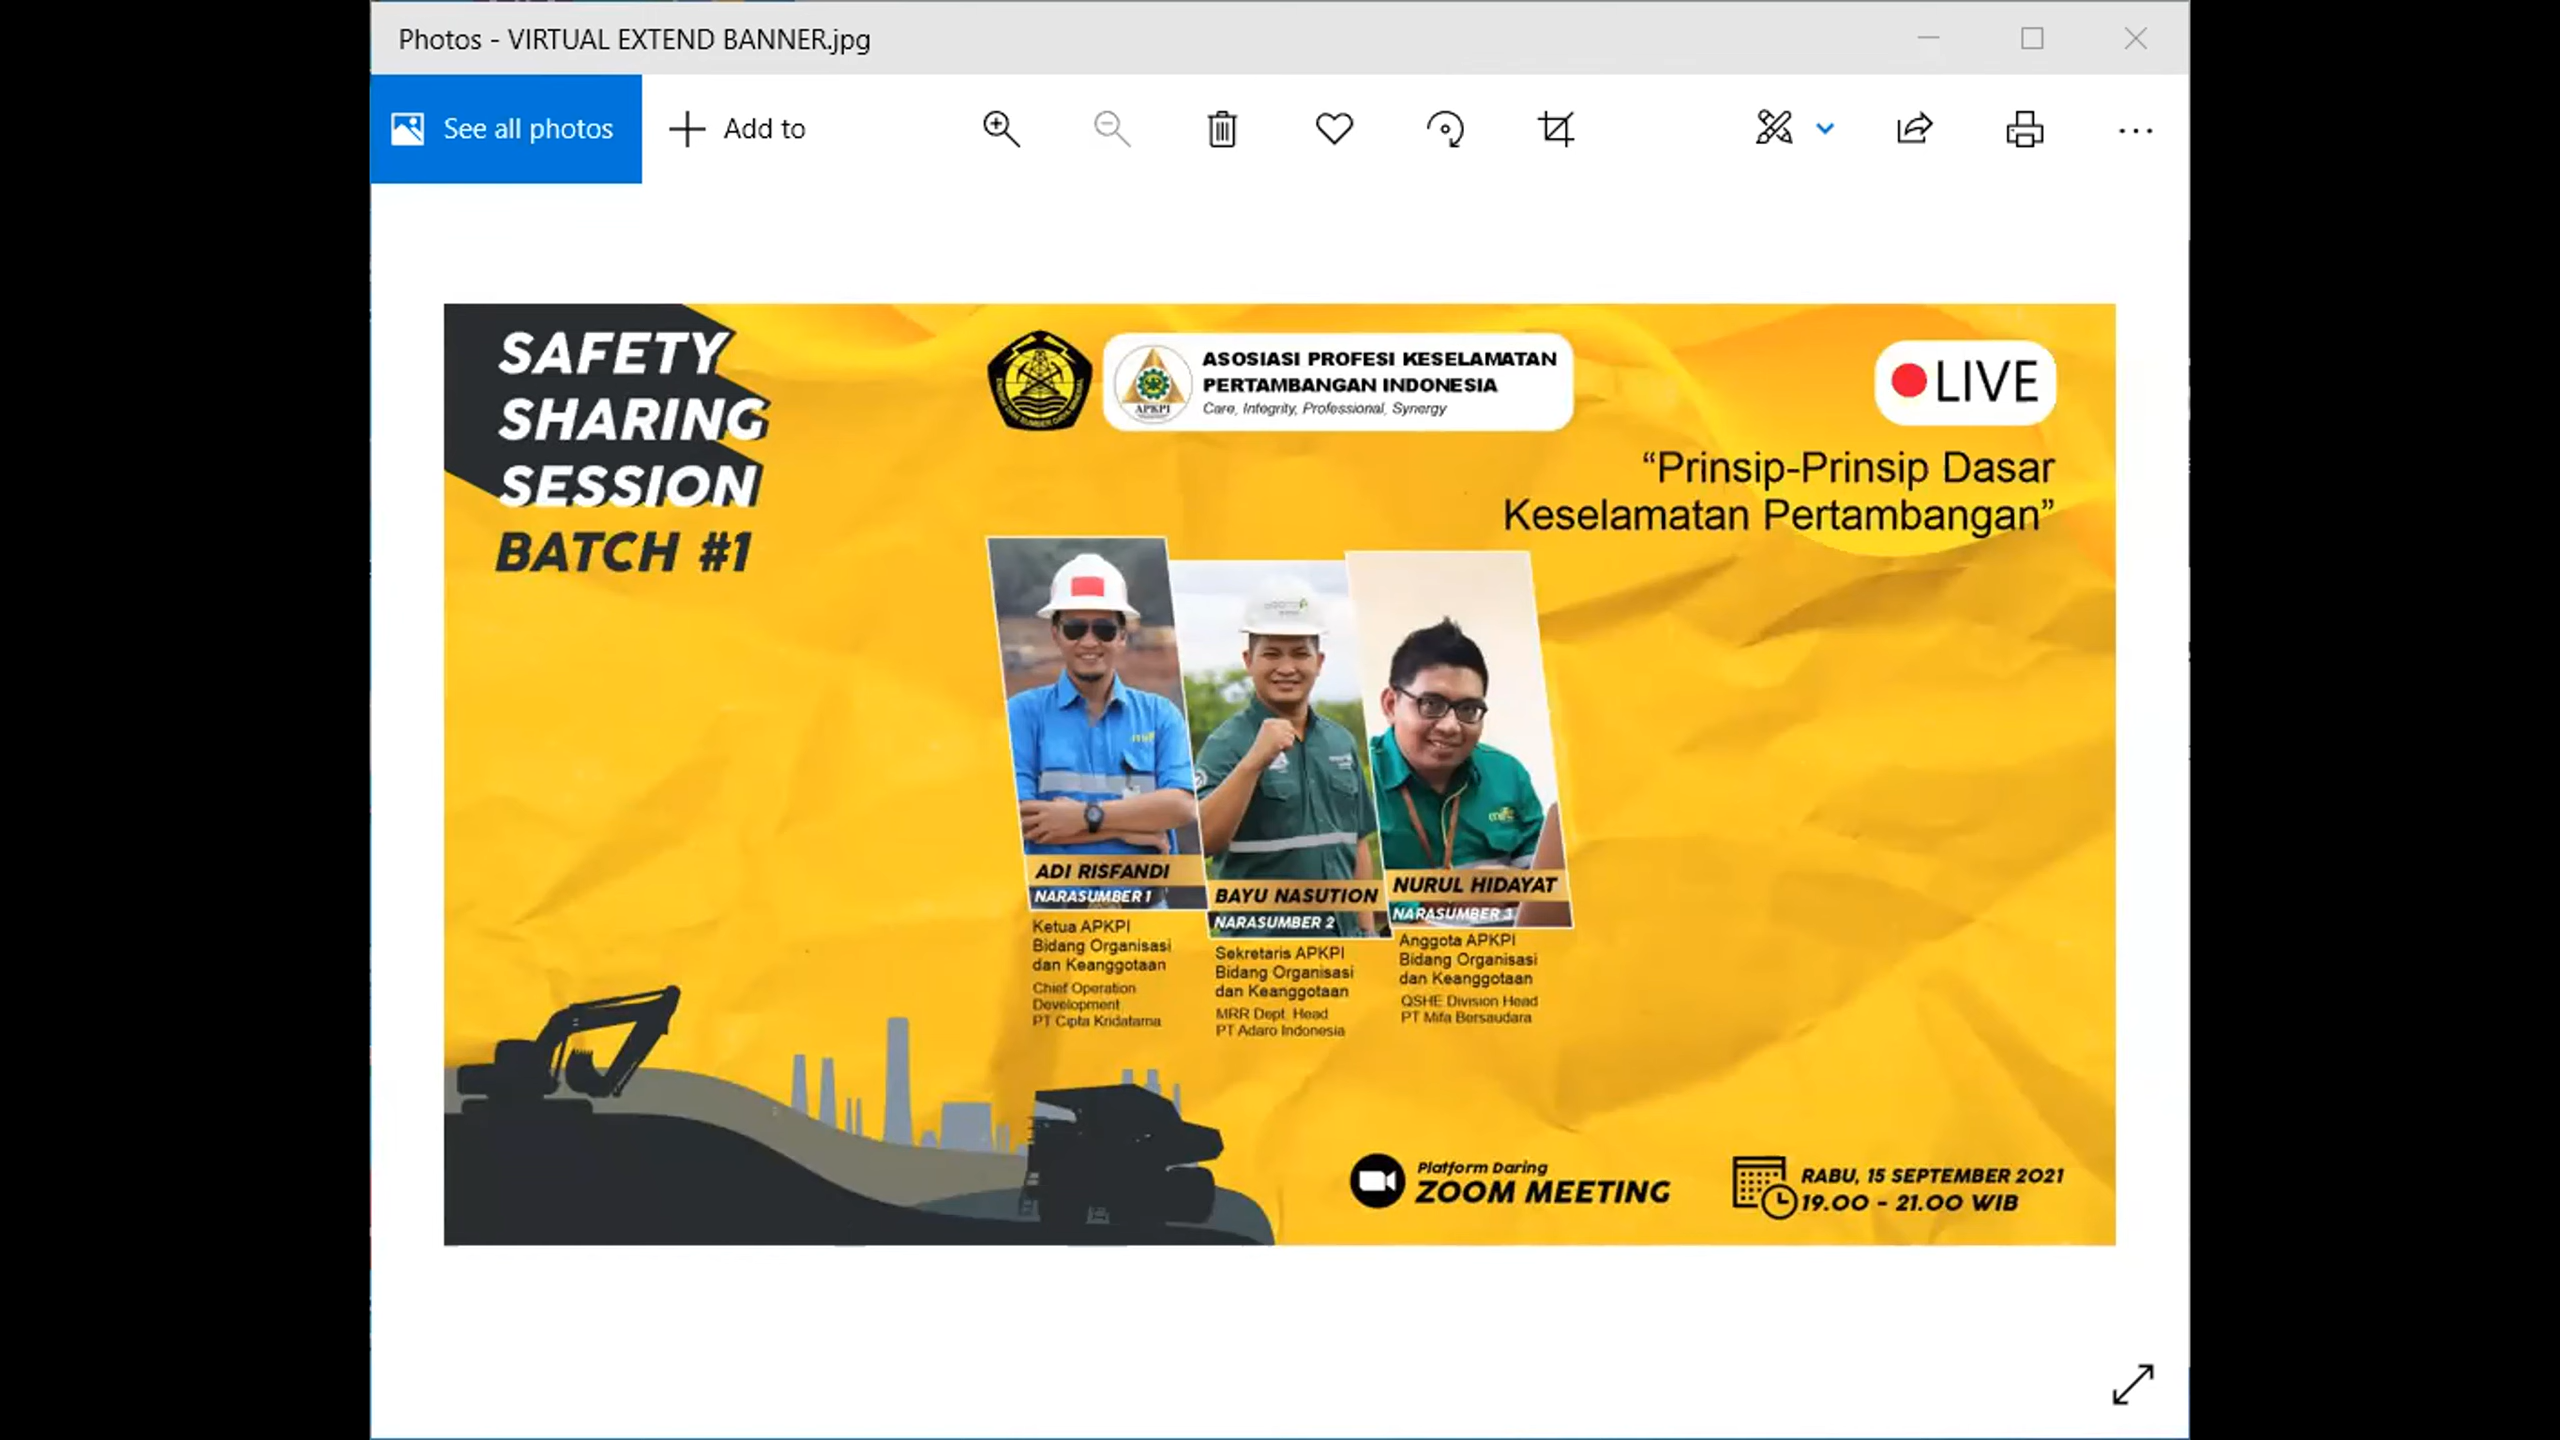 Photos - VIRTUAL EXTEND BANNER.jpg
See all photos
Add to
SAFETY
SHARING
SESSION
BATCH #1
ASOSIASI PROFESI KESELAMATAN
PERTAMBANGAN INDONESIA
Care, Integrity, Professional, Synergy
APKPI
LIVE
“Prinsip-Prinsip Dasar
Keselamatan Pertambangan”
ADI RISFANDI
NARASUMBER 1
Ketua APKPI
Bidang Organisasi
dan Keanggotaan
Chief Operation
Development
PT Cipta Kridatama
BAYU NASUTION
NARASUMBER 2
Sekretaris APKPI
Bidang Organisasi
dan Keanggotaan
MRR Dept. Head
PT Adaro Indonesia
NURUL HIDAYAT
NARASUMBER 3
Anggota APKPI
Bidang Organisasi
dan Keanggotaan
QSHE Division Head
PT Mifa Bersaudara
Platform Daring
ZOOM MEETING
RABU, 15 SEPTEMBER 2021
19.00 - 21.00 WIB